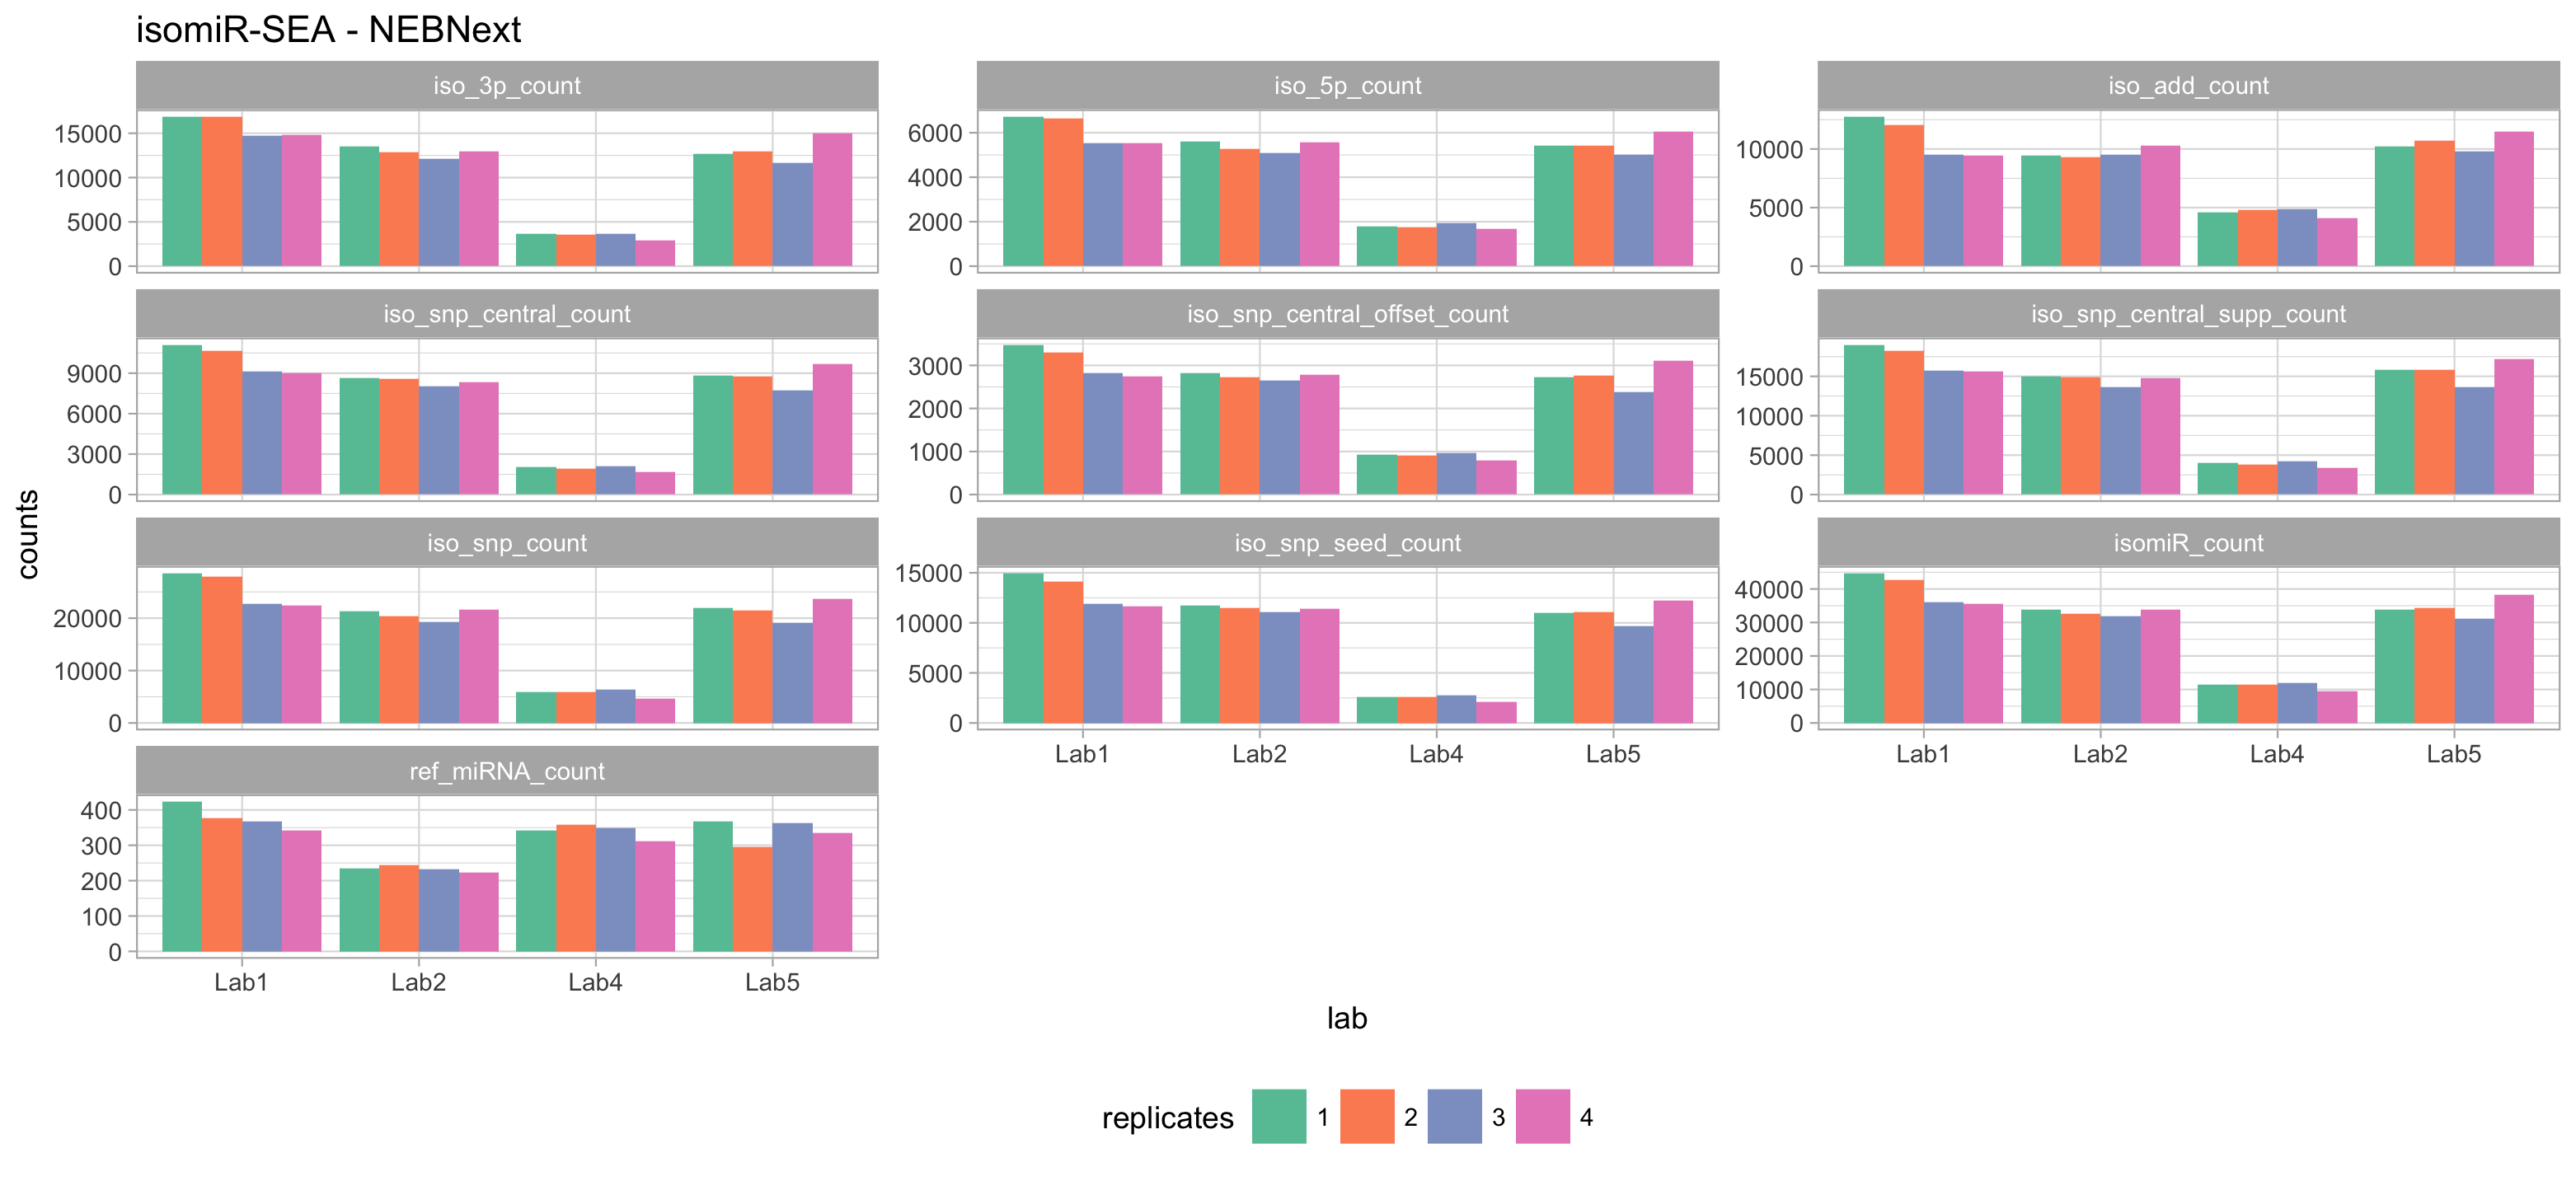 isomiR-SEA - NEBNext
iso_3p_count
iso_5p_count
iso_add_count
15000
10000
5000
0
6000
4000
2000
0
10000
5000
0
iso_snp_central_count
iso_snp_central_offset_count
iso_snp_central_supp_count
9000
6000
3000
0
3000
2000
1000
0
15000
10000
5000
0
counts
iso_snp_count
iso_snp_seed_count
isomiR_count
20000
10000
0
15000
10000
5000
0
40000
30000
20000
10000
0
Lab1 Lab2 Lab4 Lab5
Lab1 Lab2 Lab4 Lab5
ref_miRNA_count
400
300
200
100
0
Lab1 Lab2 Lab4 Lab5
lab
replicates 1 2 3 4